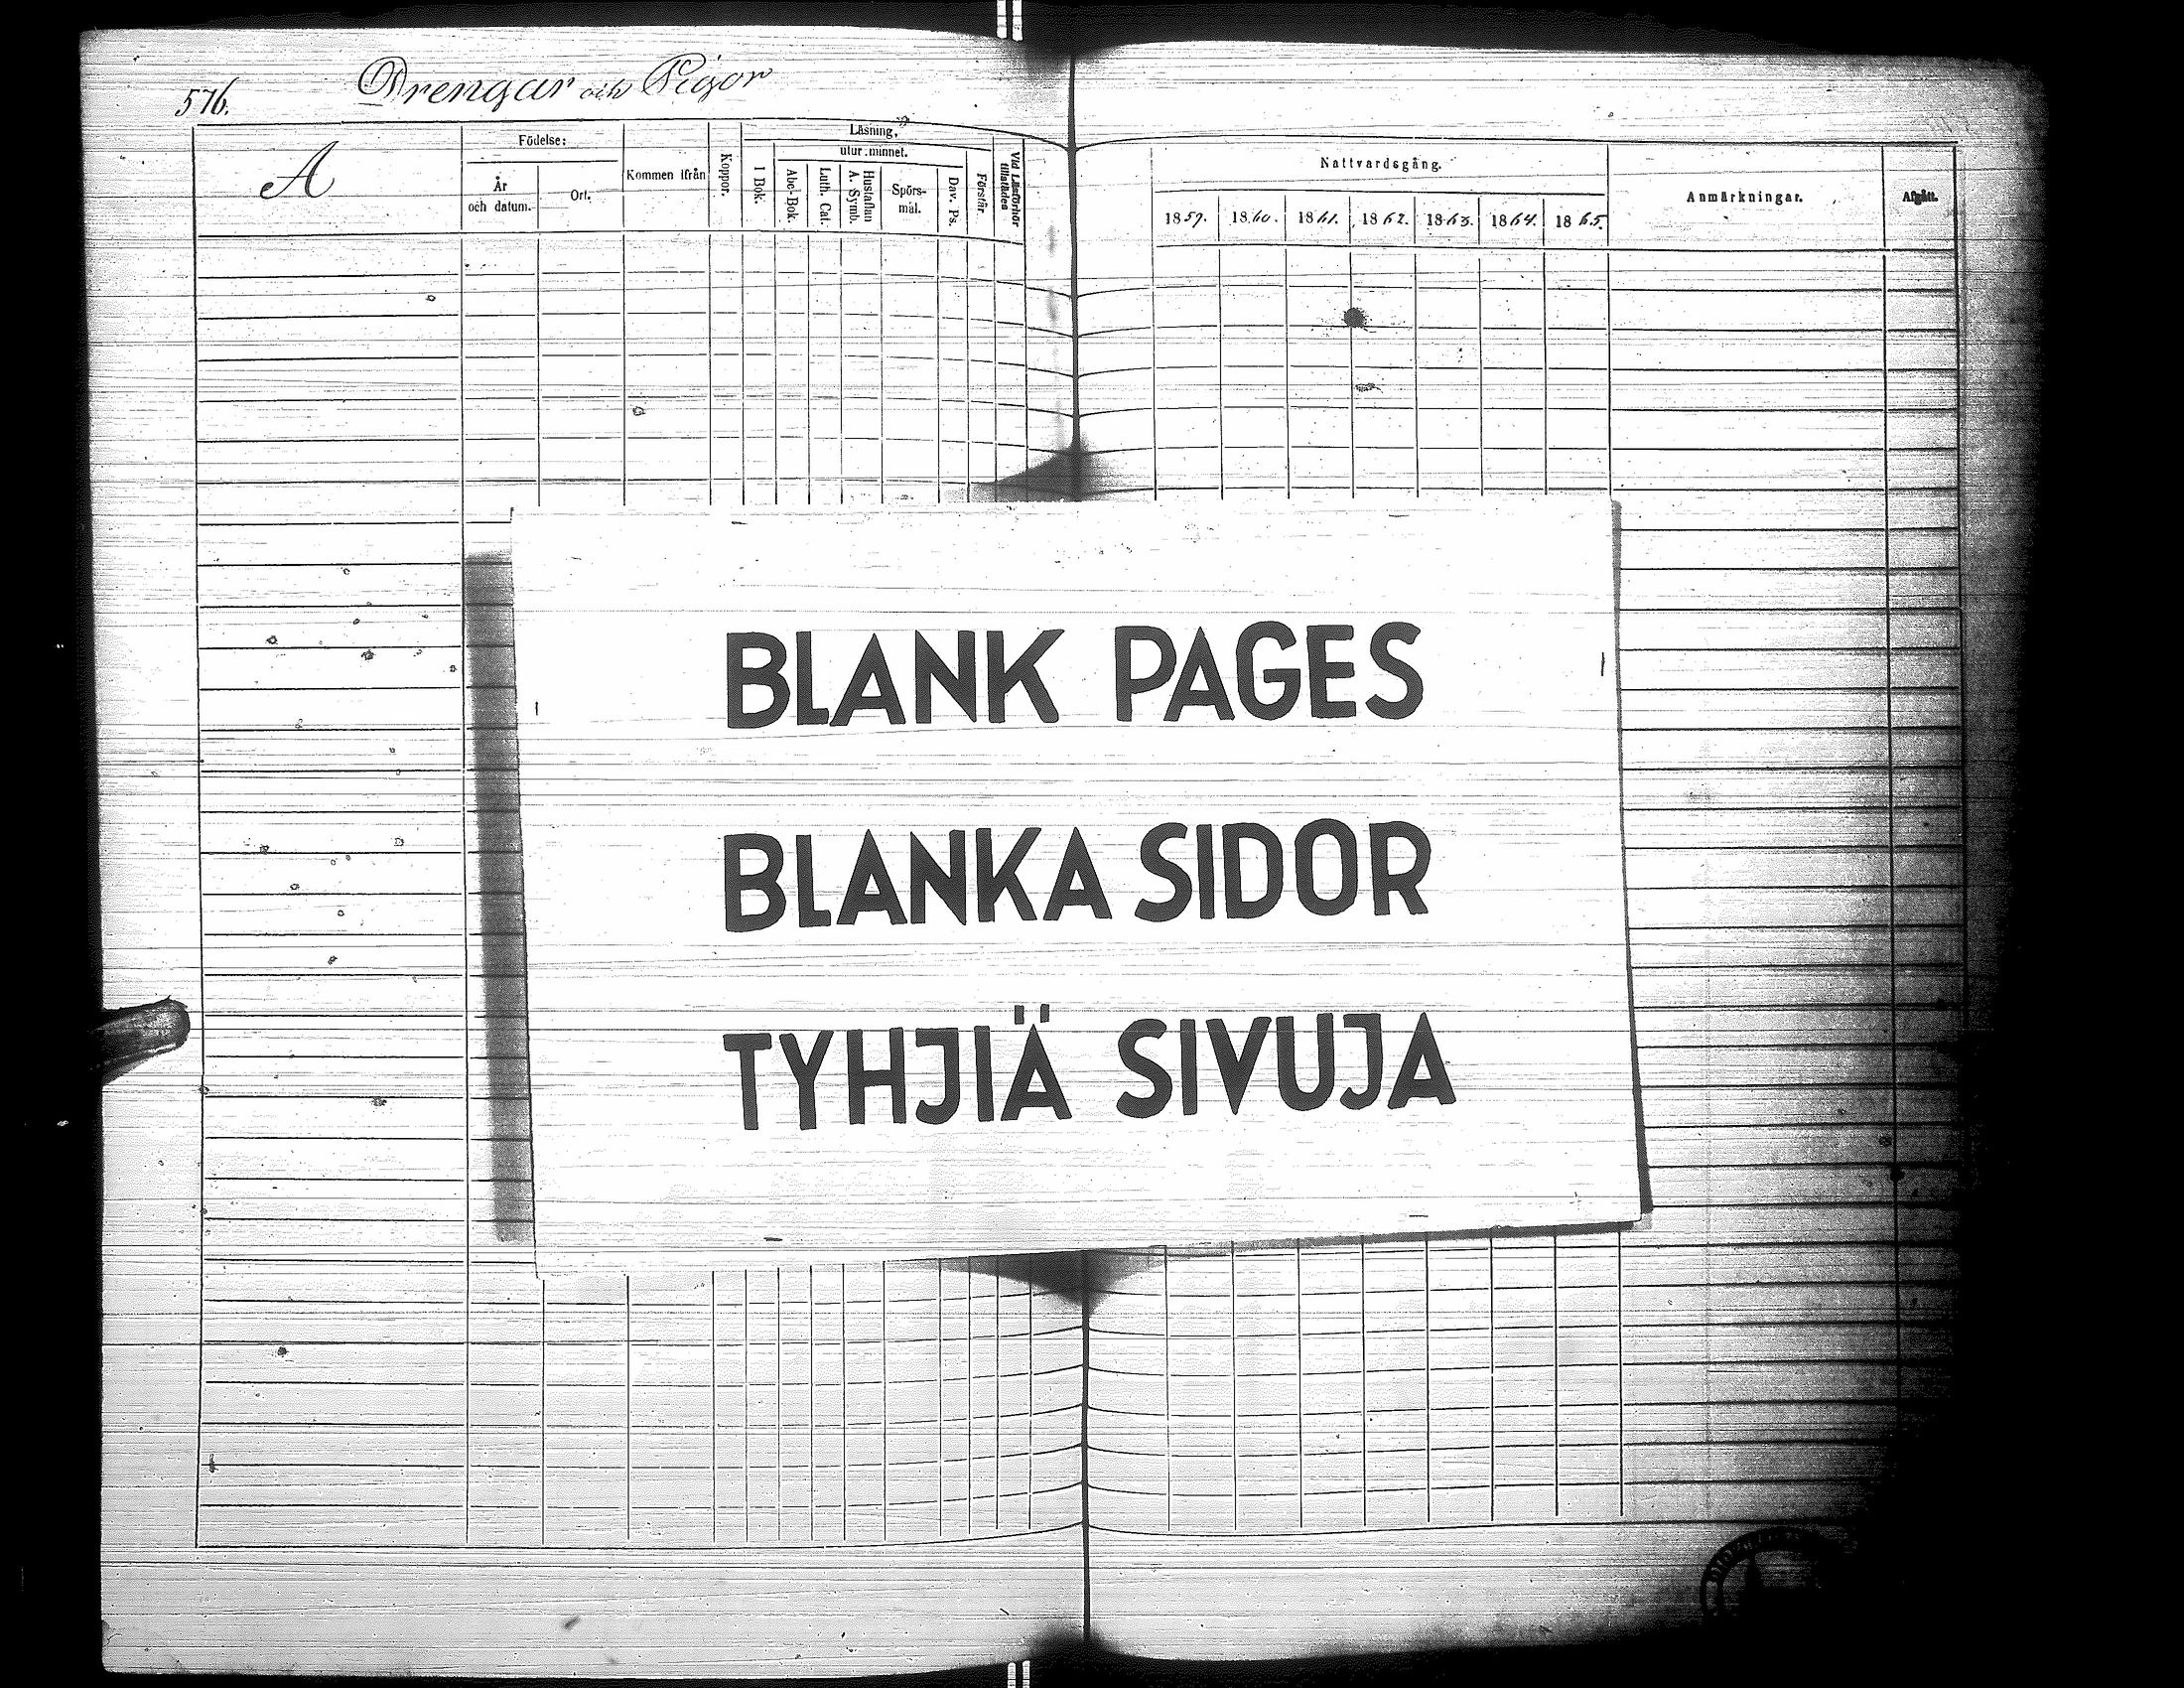 576.
Drengar och Pigor
A
Födelse:
År
och datum.
Ort.
Kommen ifrån
Koppor.
Läsning,
I Bok.
utur minnet.
Abc-Bok.
Luth. Cat.
Hustaflan
A. Symb.
Spörs-
mål.
Dav. Ps.
Förstår
Vid Läsförhör
tillstädes
Nattvardsgång.
1859.
1860.
1861.
1862.
1863.
1864.
1865.
Anmärkningar.
Afgått.
BLANK PAGES
BLANKA SIDOR
TYHJIÄ SIVUJA